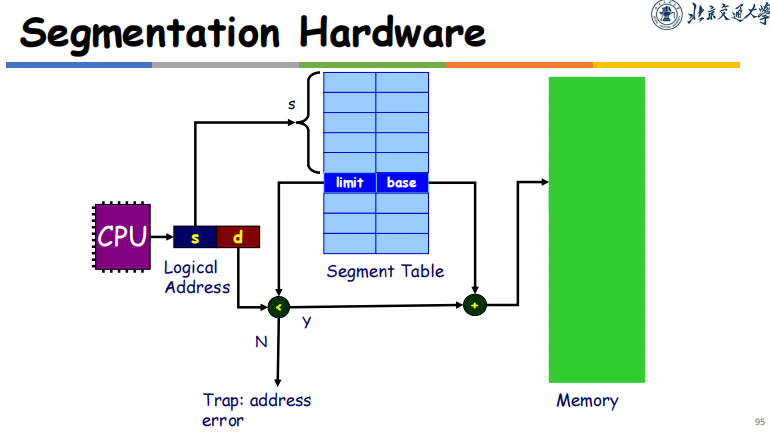 Segmentation Hardware
北京交通大学
s
limit base
CPU
s d
Logical
Address
Segment Table
<
+
Y
N
Trap: address
error
Memory
95